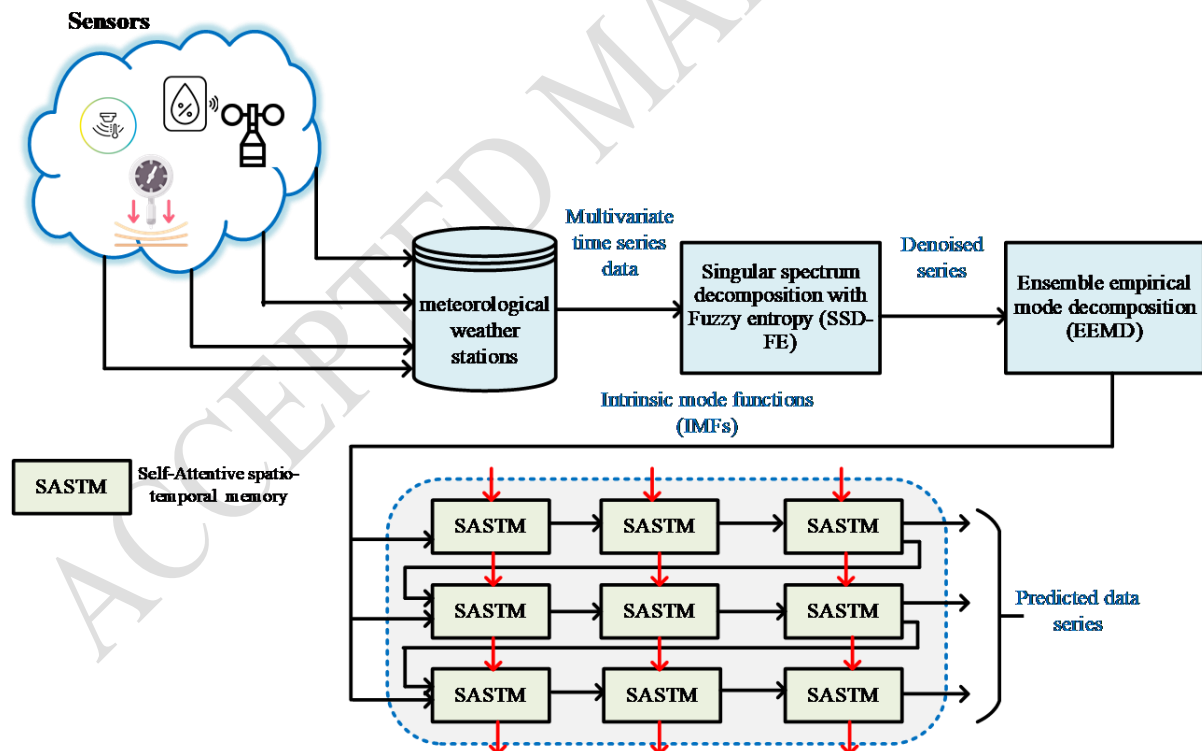 Sensors
%
ACCEPTED MA
meteorological
weather
stations
Multivariate
time series
data
Singular spectrum
decomposition with
Fuzzy entropy (SSD-
FE)
Denoised
series
Ensemble empirical
mode decomposition
(EEMD)
Intrinsic mode functions
(IMFs)
SASTM
Self-Attentive spatio-
temporal memory
SASTM
SASTM
SASTM
SASTM
SASTM
SASTM
SASTM
SASTM
SASTM
Predicted data
series